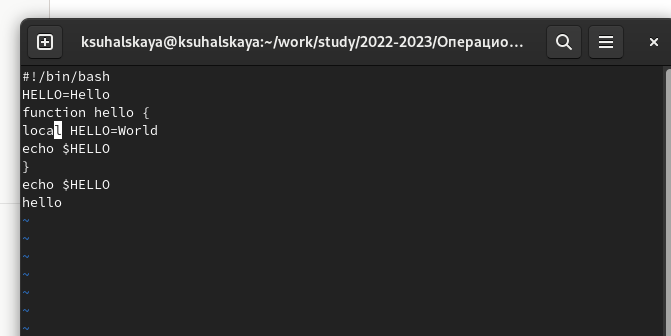 ksuhalskaya@ksuhalskaya:~/work/study/2022-2023/Операцио...
#!/bin/bash
HELLO=Hello
function hello {
local HELLO=World
echo $HELLO
}
echo $HELLO
hello
~
~
~
~
~
~
~